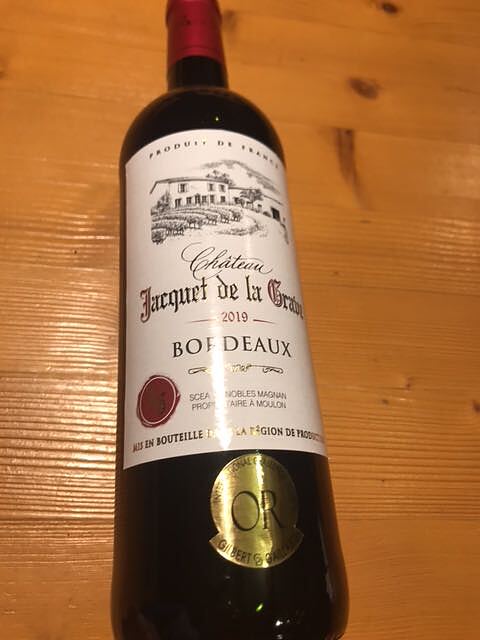 PRODUIT DE FRANCE
Château
Jacquet de la Grave
2019
BORDEAUX
SCEA VIGNOBLES MAGNAN
PROPRIÉTAIRE À MOULON
MIS EN BOUTEILLE DANS LA RÉGION DE PRODUCTION
OR
GILBERT & GAILLARD